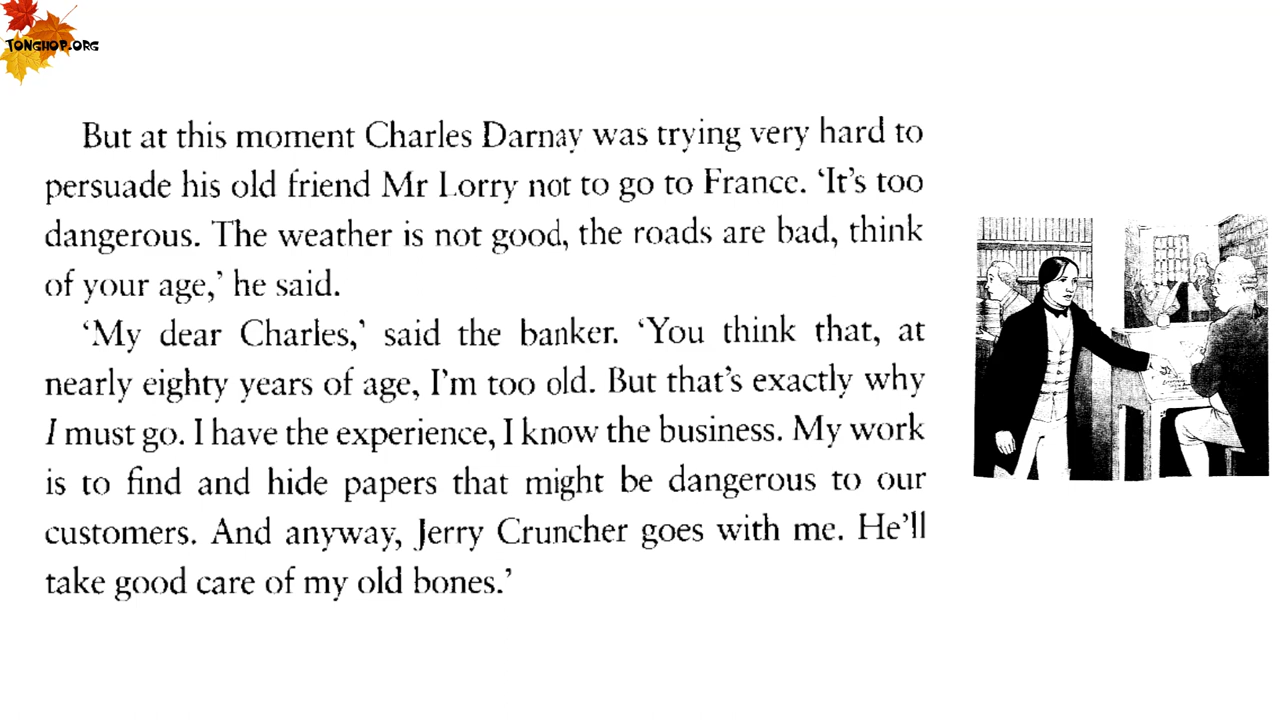 TONGHOP.ORG
But at this moment Charles Darnay was trying very hard to
persuade his old friend Mr Lorry not to go to France. ‘It’s too
dangerous. The weather is not good, the roads are bad, think
of your age,’ he said.
‘My dear Charles,’ said the banker. ‘You think that, at
nearly eighty years of age, I’m too old. But that’s exactly why
I must go. I have the experience, I know the business. My work
is to find and hide papers that might be dangerous to our
customers. And anyway, Jerry Cruncher goes with me. He’ll
take good care of my old bones.’